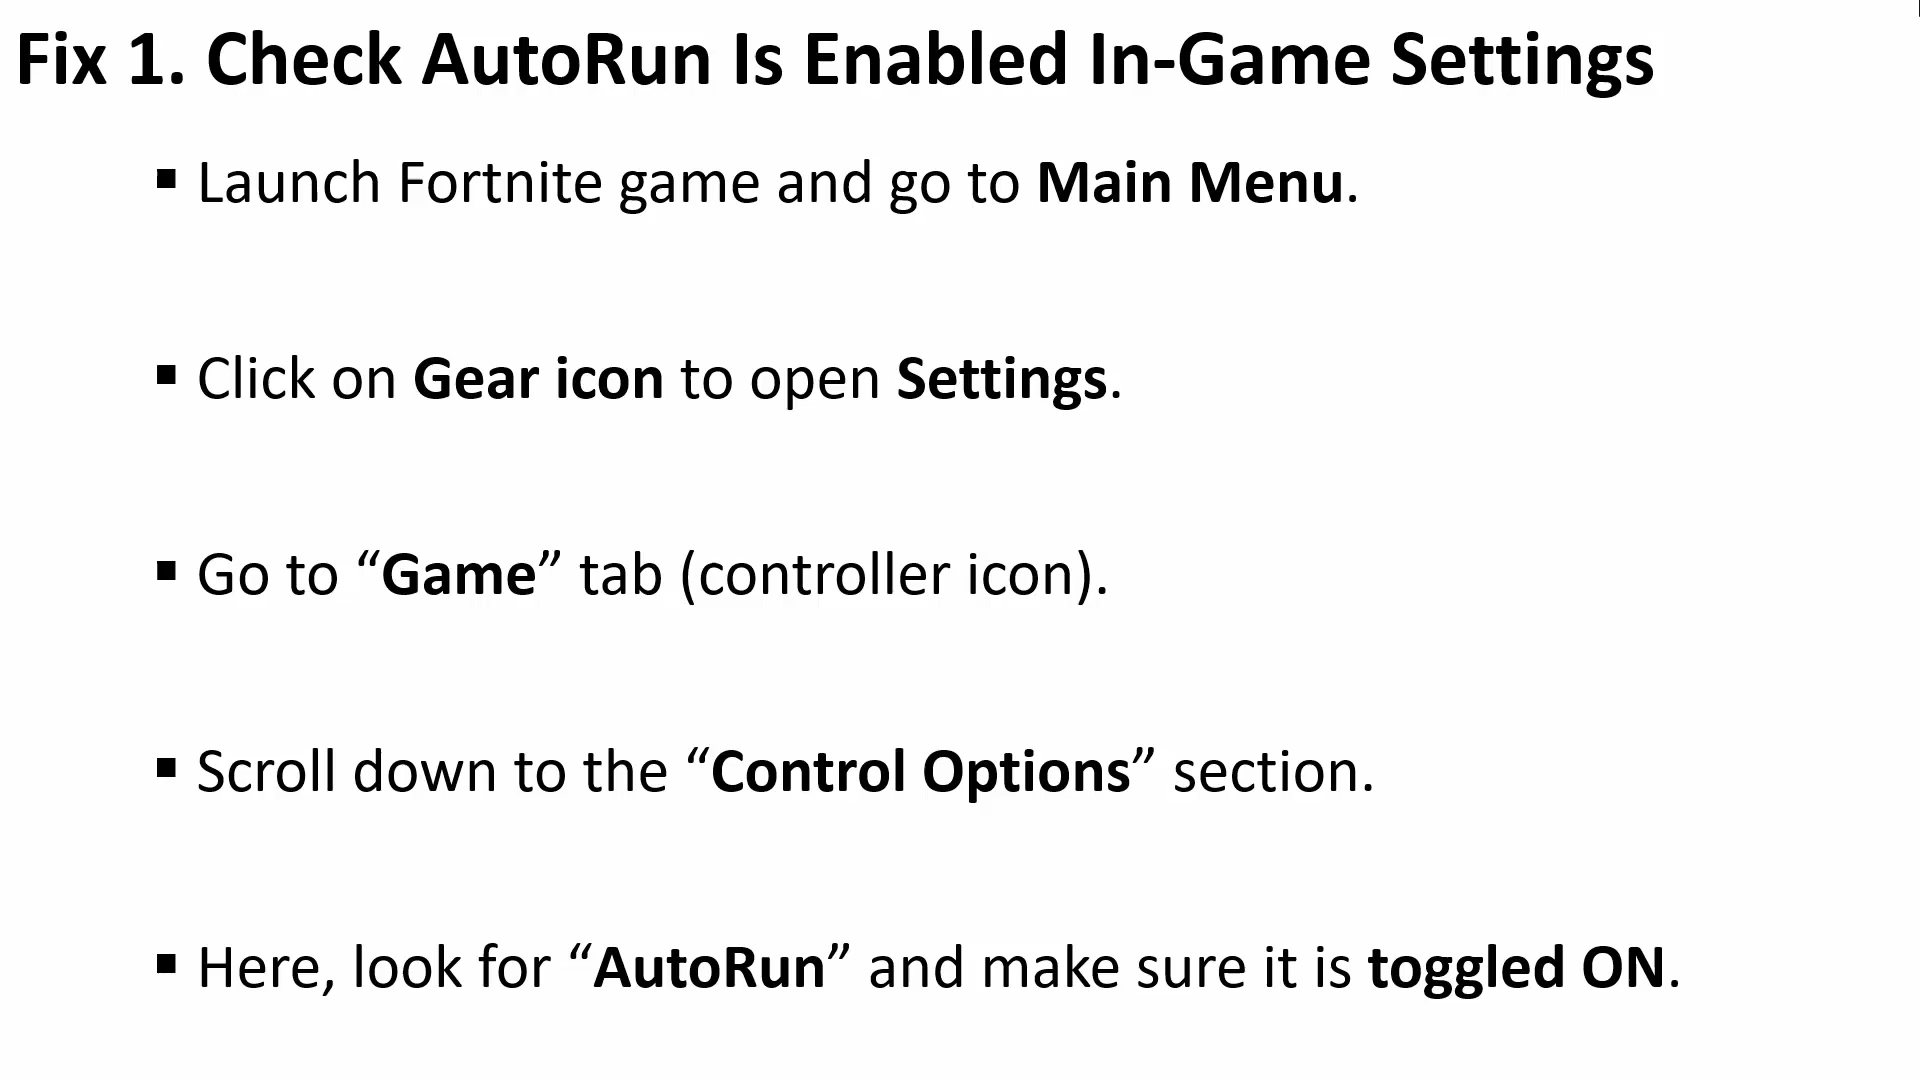 Fix 1. Check AutoRun Is Enabled In-Game Settings
▪ Launch Fortnite game and go to Main Menu.
▪ Click on Gear icon to open Settings.
▪ Go to “Game” tab (controller icon).
▪ Scroll down to the “Control Options” section.
▪ Here, look for “AutoRun” and make sure it is toggled ON.